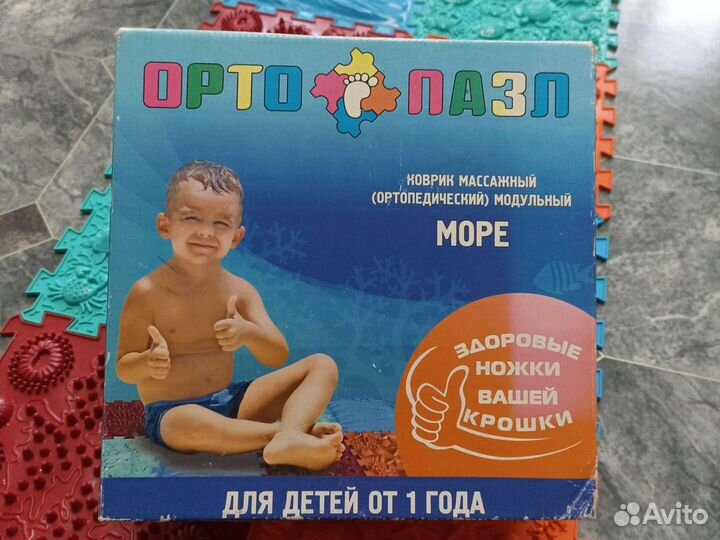 ОРТО ПАЗЛ
КОВРИК МАССАЖНЫЙ
(ОРТОПЕДИЧЕСКИЙ) МОДУЛЬНЫЙ
МОРЕ
ЗДОРОВЫЕ
НОЖКИ
ВАШЕЙ
КРОШКИ
ДЛЯ ДЕТЕЙ ОТ 1 ГОДА
Avito